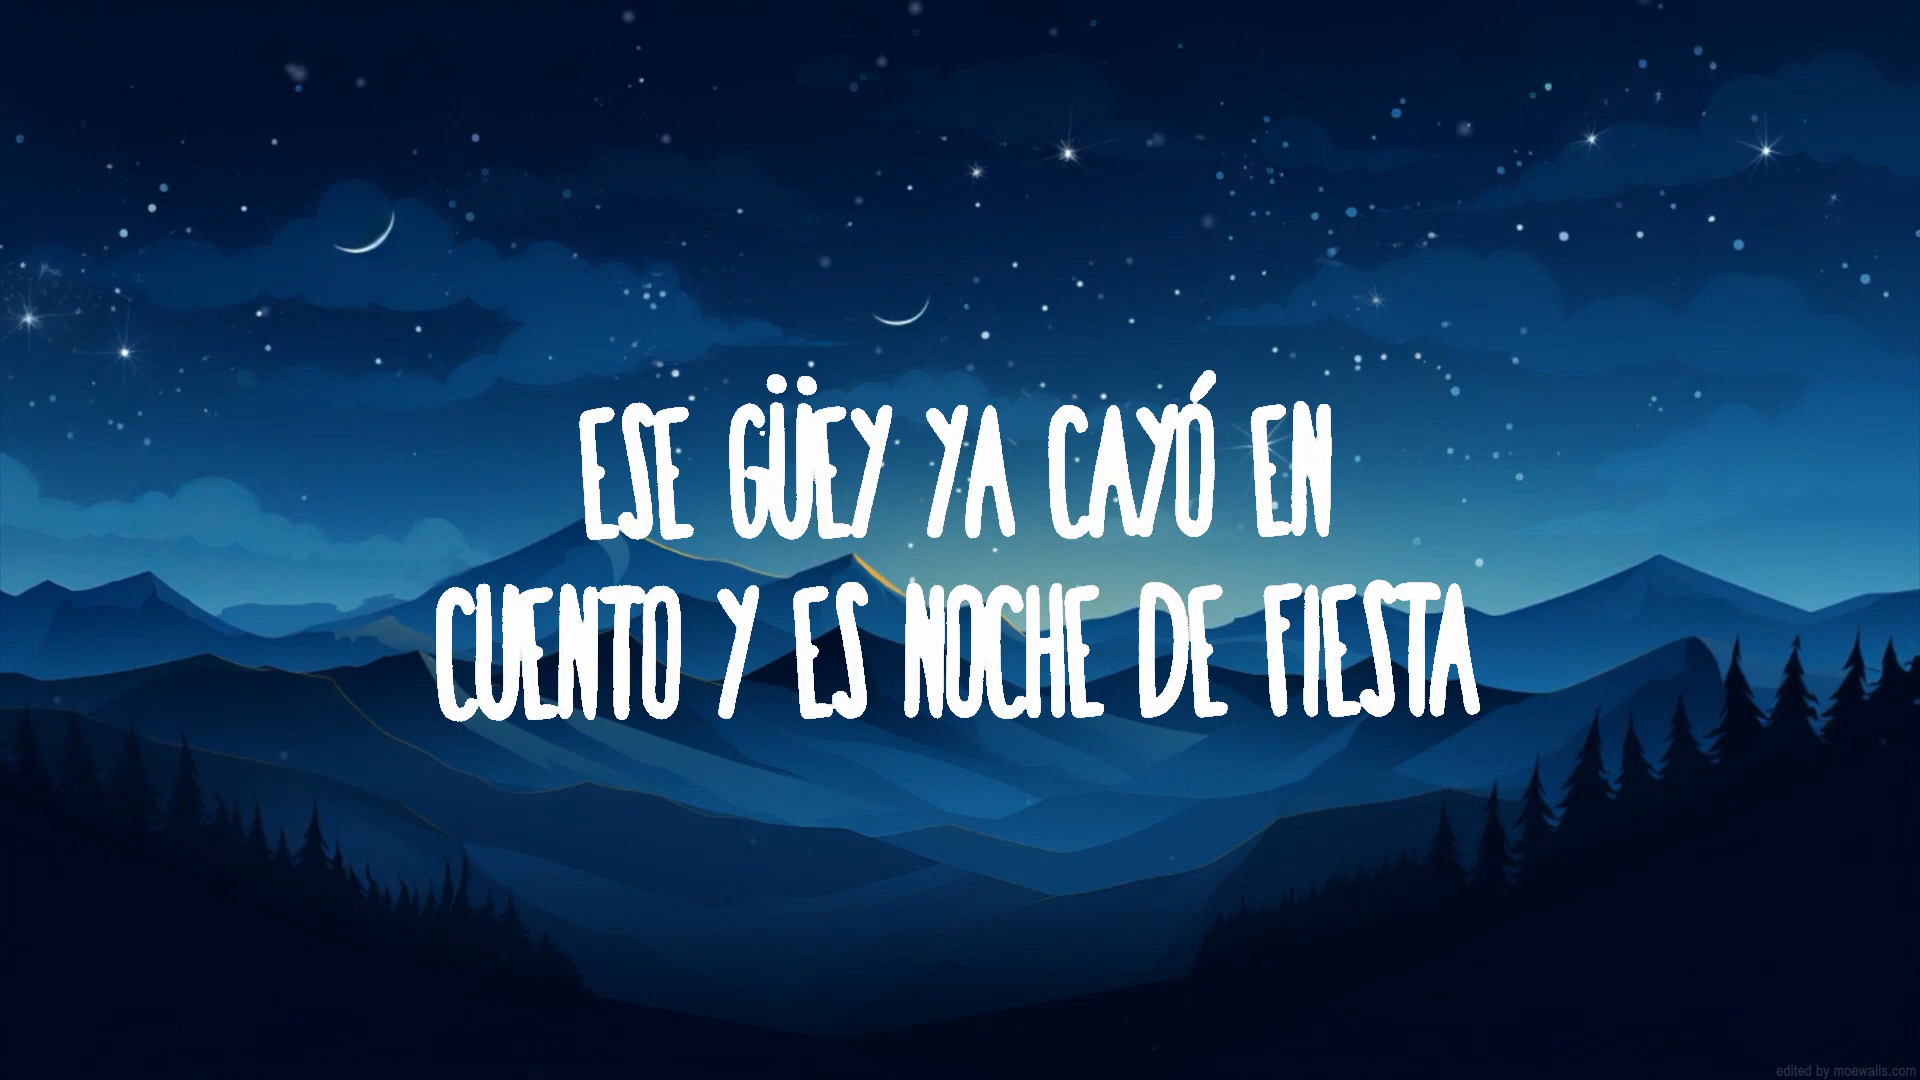 ESE GÜEY YA CAYÓ EN
CUENTO Y ES NOCHE DE FIESTA
edited by moewalls.com